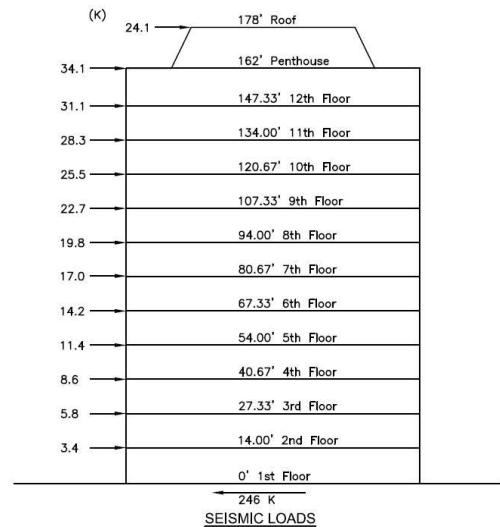 (K)
24.1 178' Roof
34.1 162' Penthouse
31.1 147.33' 12th Floor
28.3 134.00' 11th Floor
25.5 120.67' 10th Floor
22.7 107.33' 9th Floor
19.8 94.00' 8th Floor
17.0 80.67' 7th Floor
14.2 67.33' 6th Floor
11.4 54.00' 5th Floor
8.6 40.67' 4th Floor
5.8 27.33' 3rd Floor
3.4 14.00' 2nd Floor
0' 1st Floor
246 K
SEISMIC LOADS